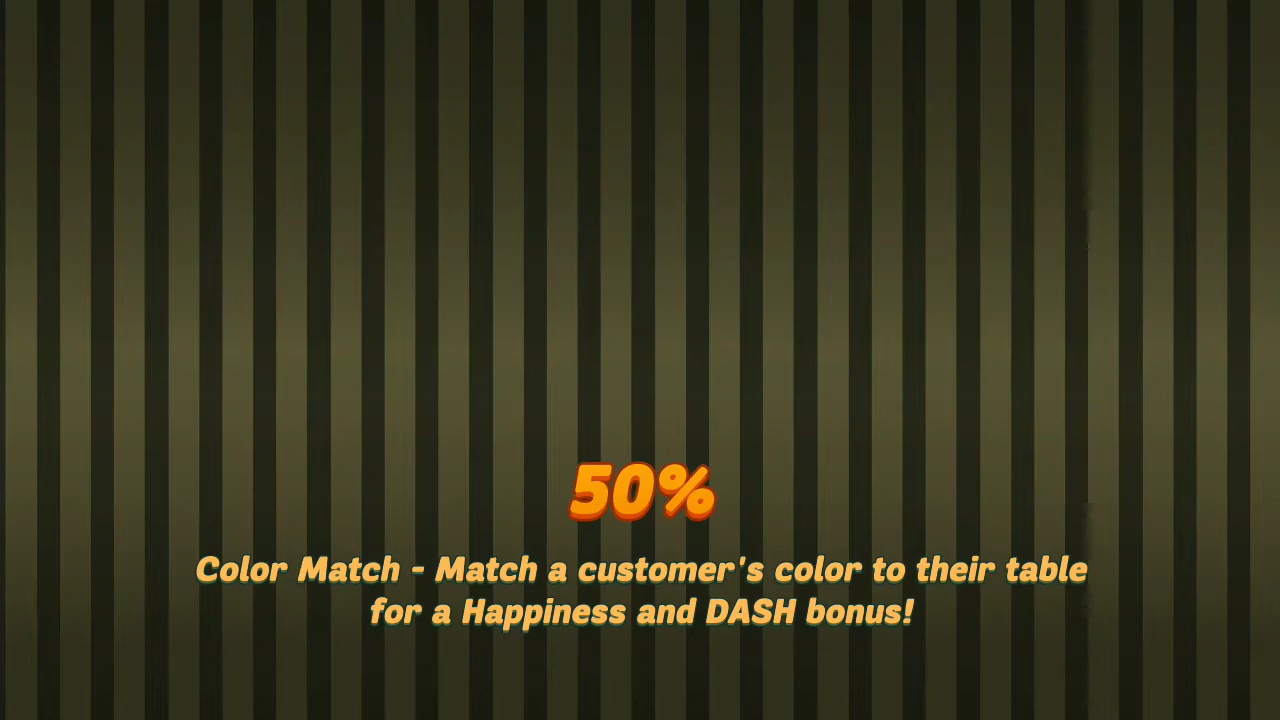 50%
Color Match - Match a customer's color to their table
for a Happiness and DASH bonus!